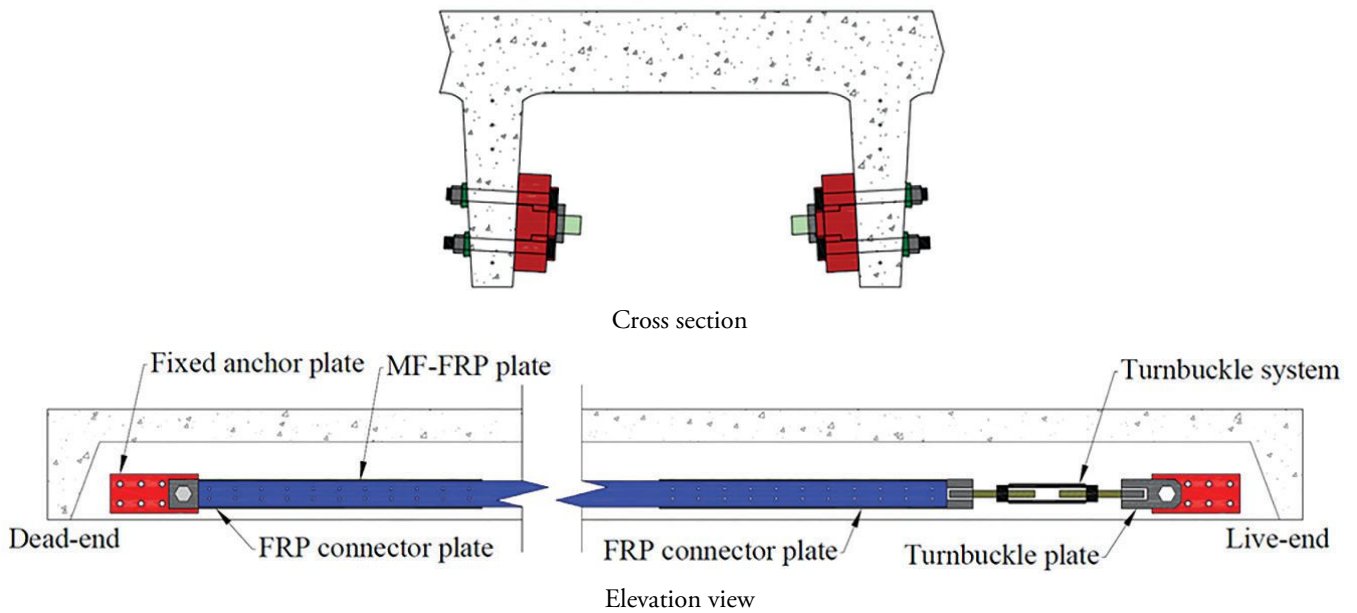 Cross section
Fixed anchor plate
MF-FRP plate
Turnbuckle system
Dead-end
FRP connector plate
FRP connector plate
Turnbuckle plate
Live-end
Elevation view